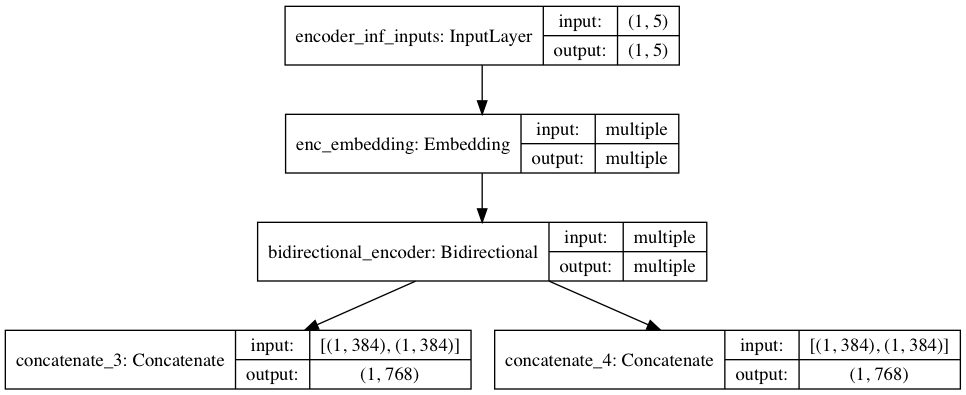 encoder_inf_inputs: InputLayer
input: (1, 5)
output: (1, 5)
enc_embedding: Embedding
input: multiple
output: multiple
bidirectional_encoder: Bidirectional
input: multiple
output: multiple
concatenate_3: Concatenate
input: [(1, 384), (1, 384)]
output: (1, 768)
concatenate_4: Concatenate
input: [(1, 384), (1, 384)]
output: (1, 768)